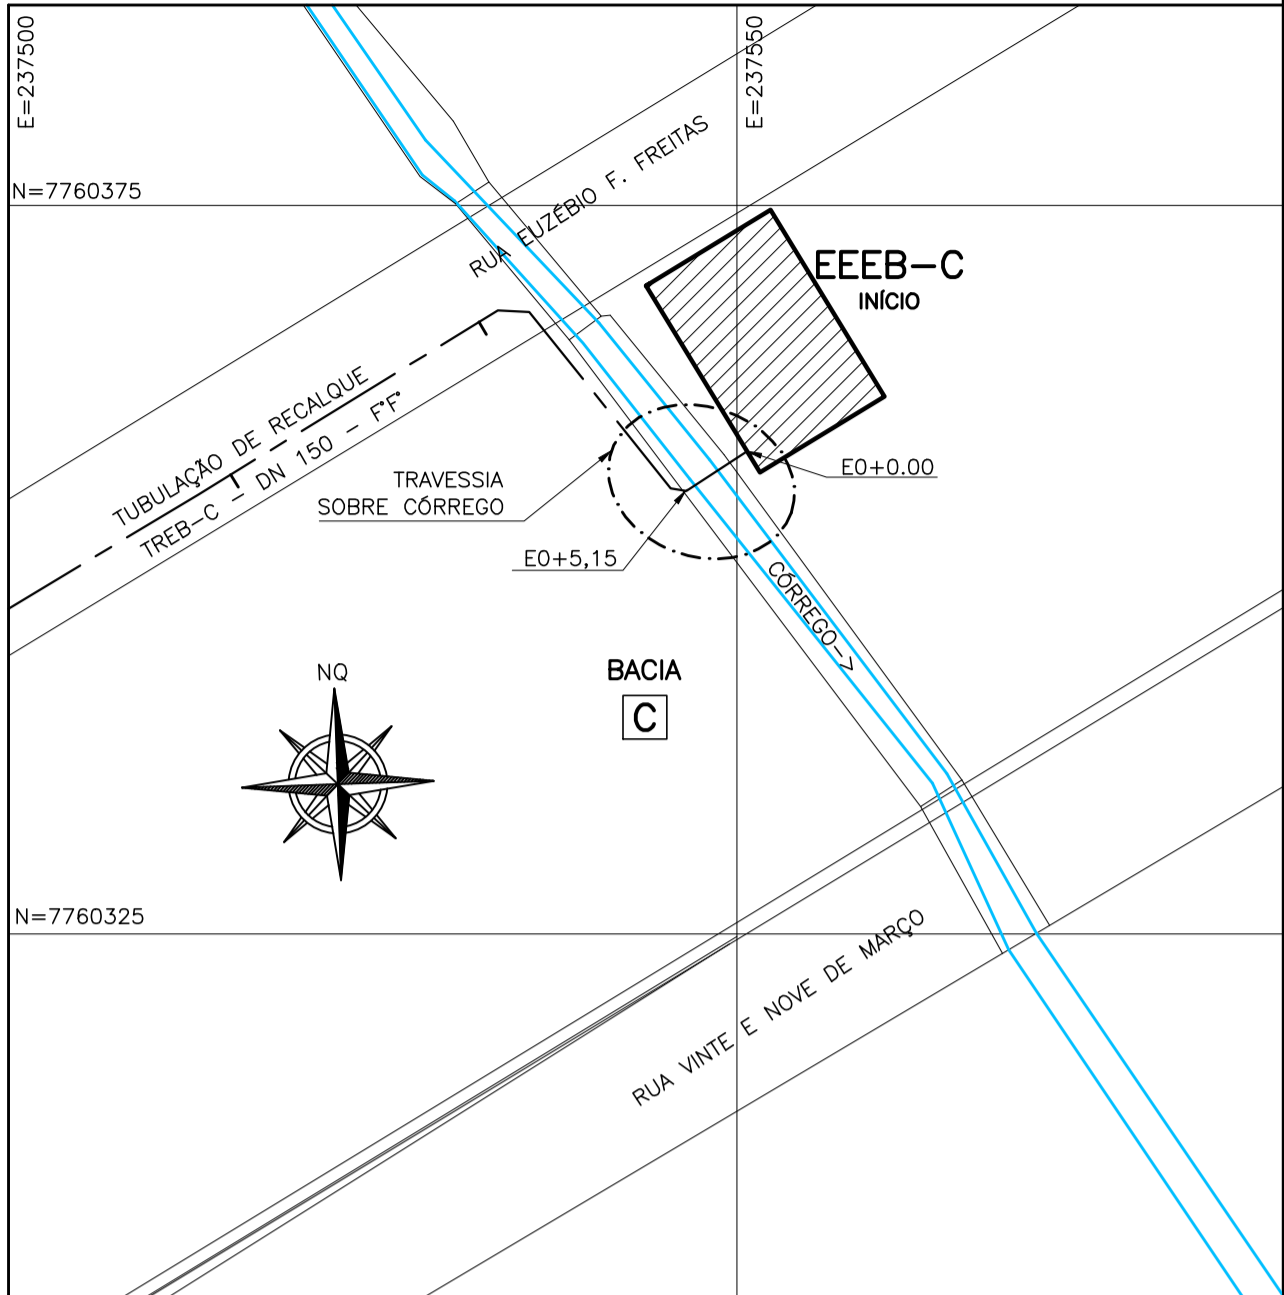 E=237500
E=237550
N=7760375
RUA EUZÉBIO F. FREITAS
EEEB-C
INÍCIO
TUBULAÇÃO DE RECALQUE
TREB-C - DN 150 - F°F°
TRAVESSIA
SOBRE CÓRREGO
E0+0.00
E0+5,15
CÓRREGO->
NQ
BACIA
C
N=7760325
RUA VINTE E NOVE DE MARÇO